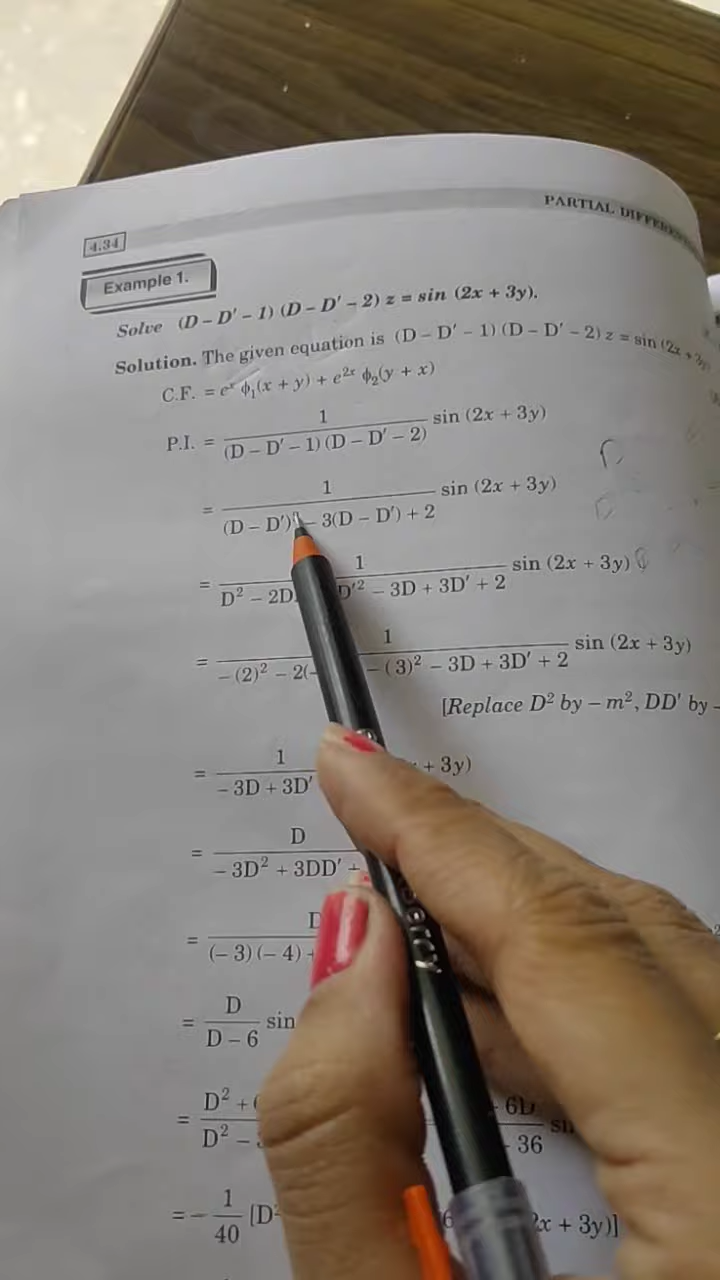 PARTIAL DIFFEREN
4.34
Example 1.
Solve (D – D′ – 1) (D – D′ – 2) z = sin (2x + 3y).
Solution. The given equation is (D – D′ – 1) (D – D′ – 2) z = sin (2x + 3y)
C.F. = eˣ ϕ₁(x + y) + e²ˣ ϕ₂(y + x)
P.I. = 1 / (D – D′ – 1) (D – D′ – 2) sin (2x + 3y)
= 1 / (D – D′) – 3(D – D′) + 2 sin (2x + 3y)
= 1 / D² – 2D D′² – 3D + 3D′ + 2 sin (2x + 3y)
= 1 / – (2)² – 2(– – (3)² – 3D + 3D′ + 2 sin (2x + 3y)
[Replace D² by – m², DD′ by –
= 1 / – 3D + 3D′ + 3y)
= D / – 3D² + 3DD′ +
= D / (– 3) (– 4) +
= D / D – 6 sin
= D² + / D² – 6D / 36 sin
= – 1 / 40 [D 2x + 3y)]
Percy